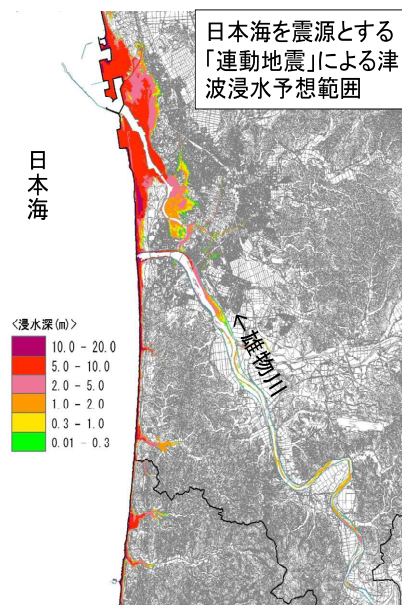 日本海を震源とする
「連動地震」による津
波浸水予想範囲
日本海
<浸水深(m)>
10.0 - 20.0
5.0 - 10.0
2.0 - 5.0
1.0 - 2.0
0.3 - 1.0
0.01 - 0.3
←雄物川